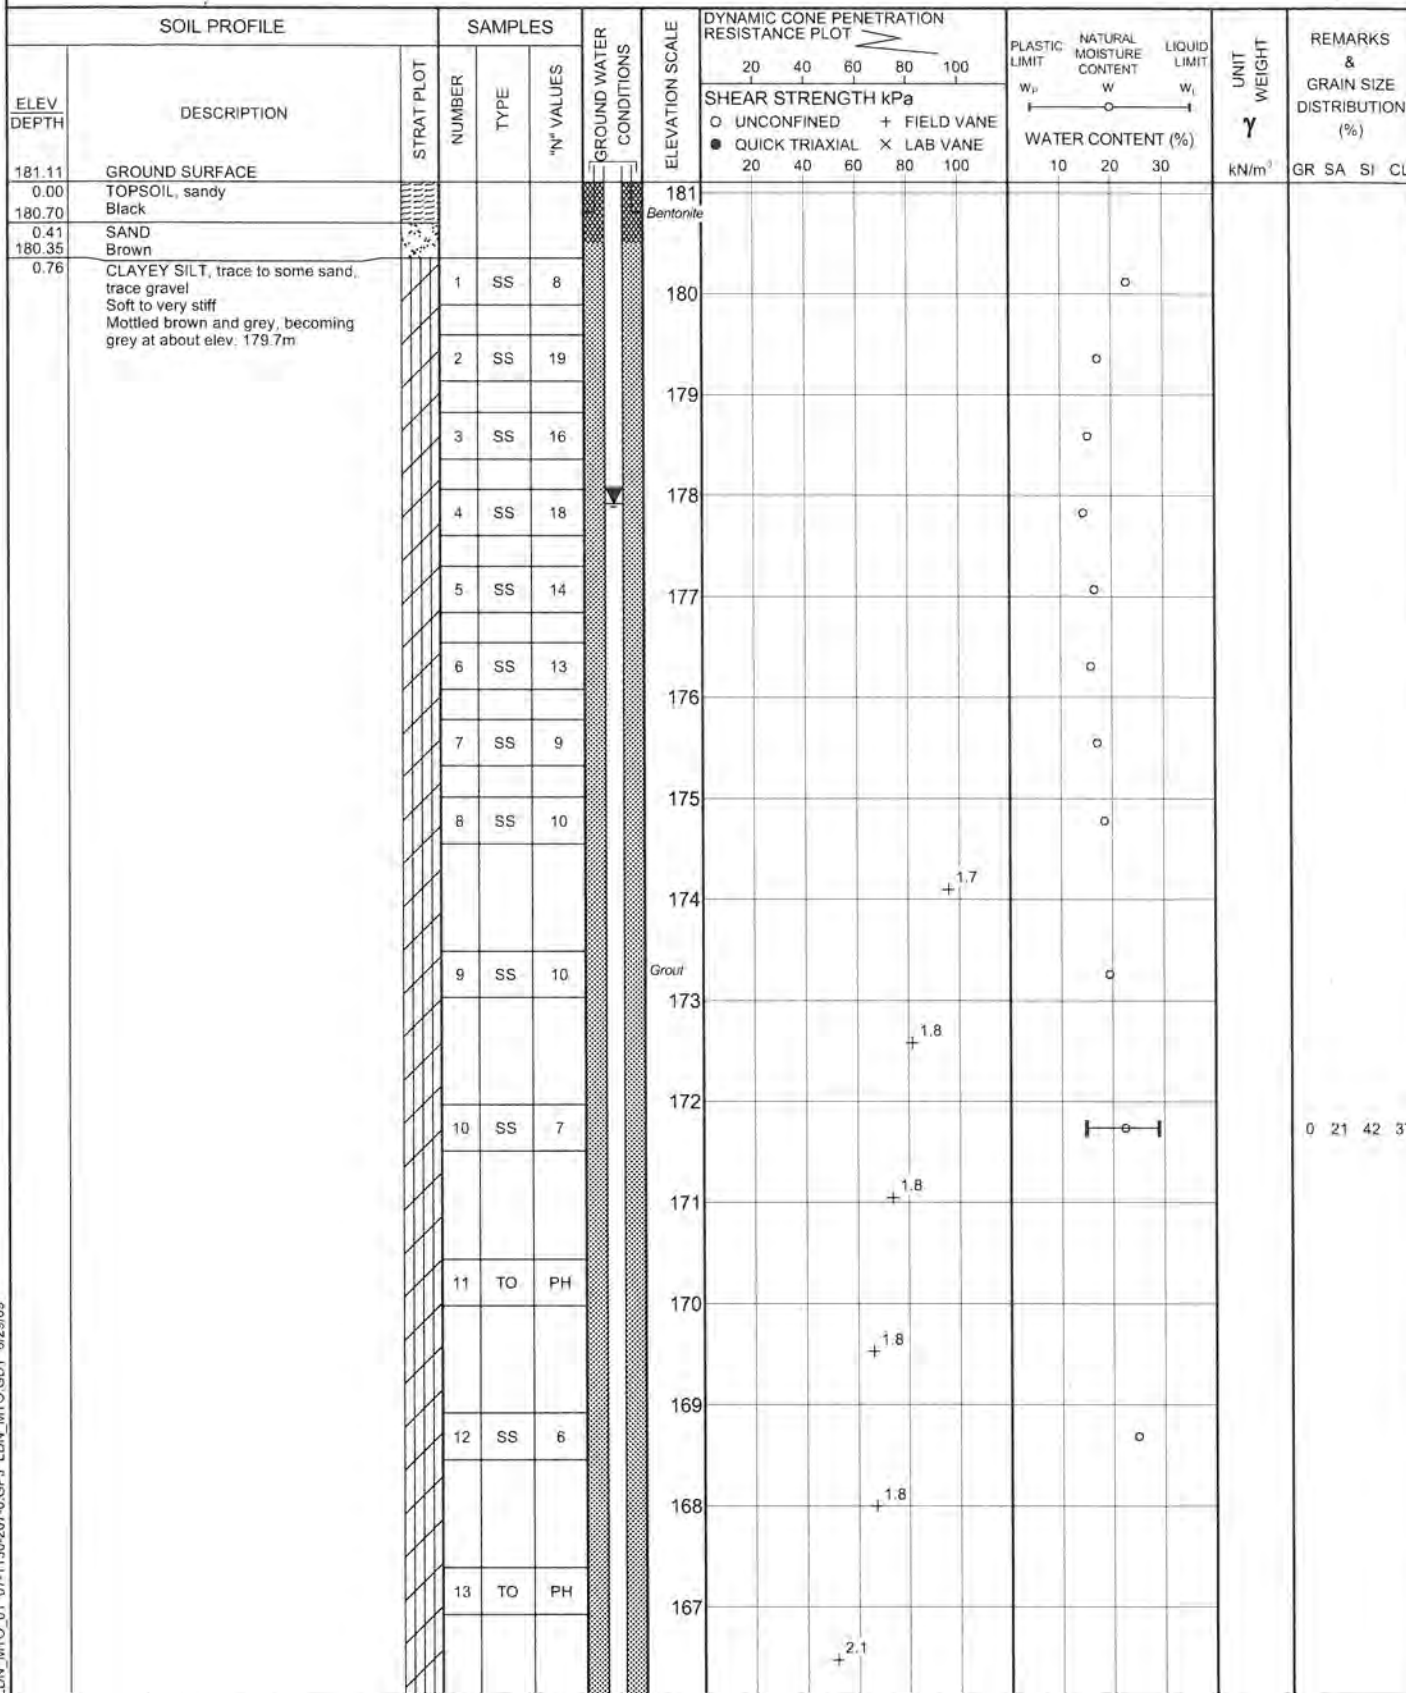 SOIL PROFILE
SAMPLES
GROUND WATER
CONDITIONS
ELEVATION SCALE
DYNAMIC CONE PENETRATION
RESISTANCE PLOT
20 40 60 80 100
SHEAR STRENGTH kPa
O UNCONFINED + FIELD VANE
● QUICK TRIAXIAL × LAB VANE
20 40 60 80 100
PLASTIC
LIMIT
NATURAL
MOISTURE
CONTENT
LIQUID
LIMIT
WP W WL
WATER CONTENT (%)
10 20 30
UNIT
WEIGHT
γ
kN/m³
REMARKS
&
GRAIN SIZE
DISTRIBUTION
(%)
GR SA SI CL
ELEV
DEPTH
DESCRIPTION
STRAT PLOT
NUMBER
TYPE
"N" VALUES
181.11 GROUND SURFACE
0.00 TOPSOIL, sandy
180.70 Black
0.41 SAND
180.35 Brown
0.76 CLAYEY SILT, trace to some sand,
trace gravel
Soft to very stiff
Mottled brown and grey, becoming
grey at about elev. 179.7m
181
Bentonite
1 SS 8
180
2 SS 19
179
3 SS 16
178
4 SS 18
5 SS 14
177
6 SS 13
176
7 SS 9
175
8 SS 10
1.7
174
9 SS 10
Grout
173
1.8
172
10 SS 7
0 21 42
1.8
171
11 TO PH
170
1.8
169
12 SS 6
1.8
168
13 TO PH
167
2.1